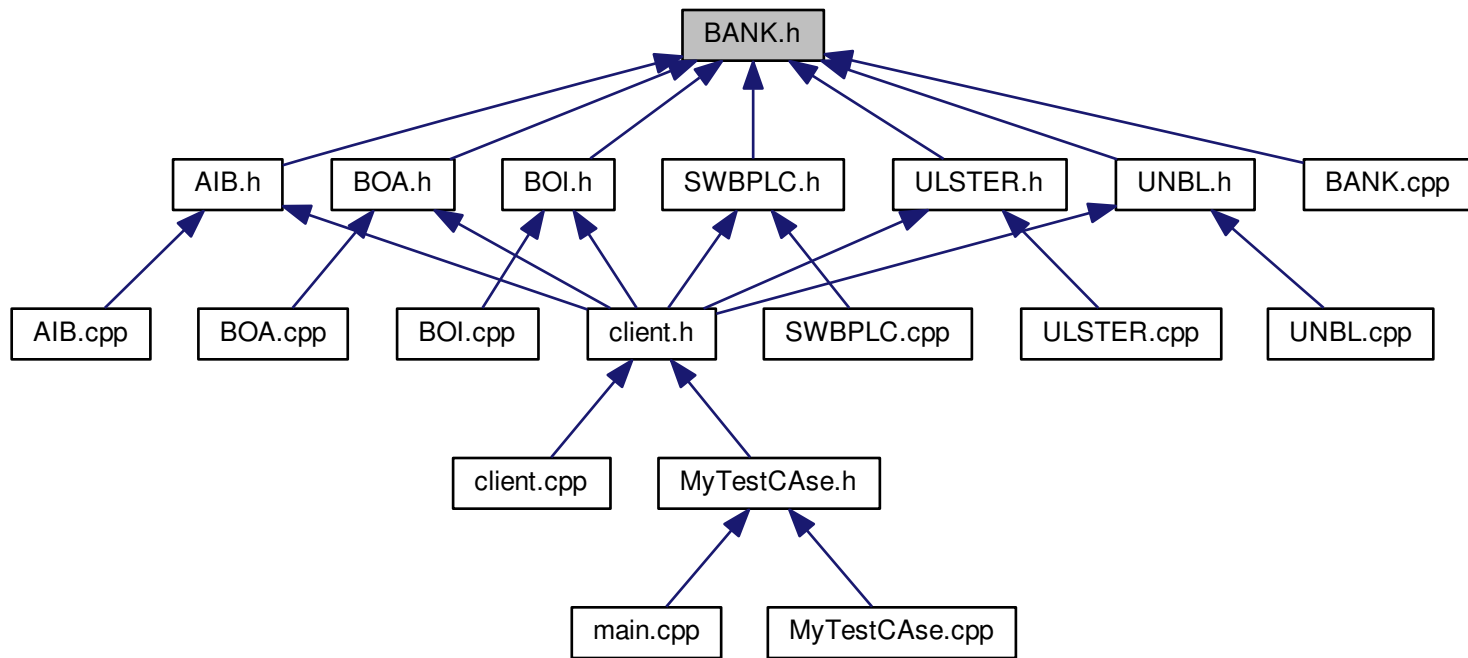 BANK.h
AIB.h
BOA.h
BOI.h
SWBPLC.h
ULSTER.h
UNBL.h
BANK.cpp
AIB.cpp
BOA.cpp
BOI.cpp
client.h
SWBPLC.cpp
ULSTER.cpp
UNBL.cpp
client.cpp
MyTestCAse.h
main.cpp
MyTestCAse.cpp